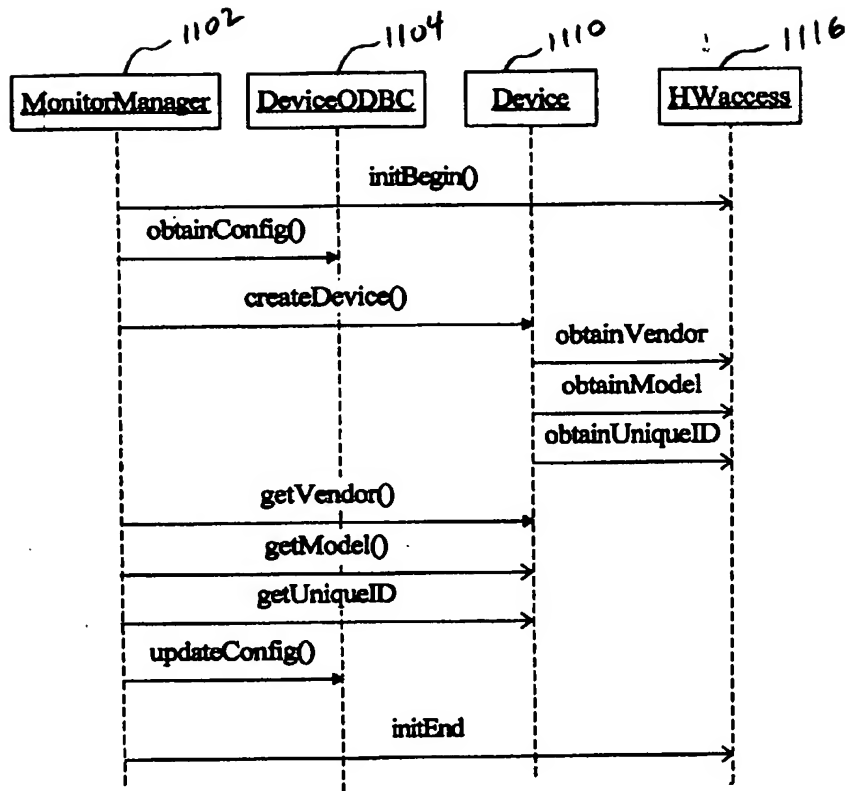 1102 1104 1110 1116
MonitorManager DeviceODBC Device HWaccess
initBegin()
obtainConfig()
createDevice()
obtainVendor
obtainModel
obtainUniqueID
getVendor()
getModel()
getUniqueID
updateConfig()
initEnd